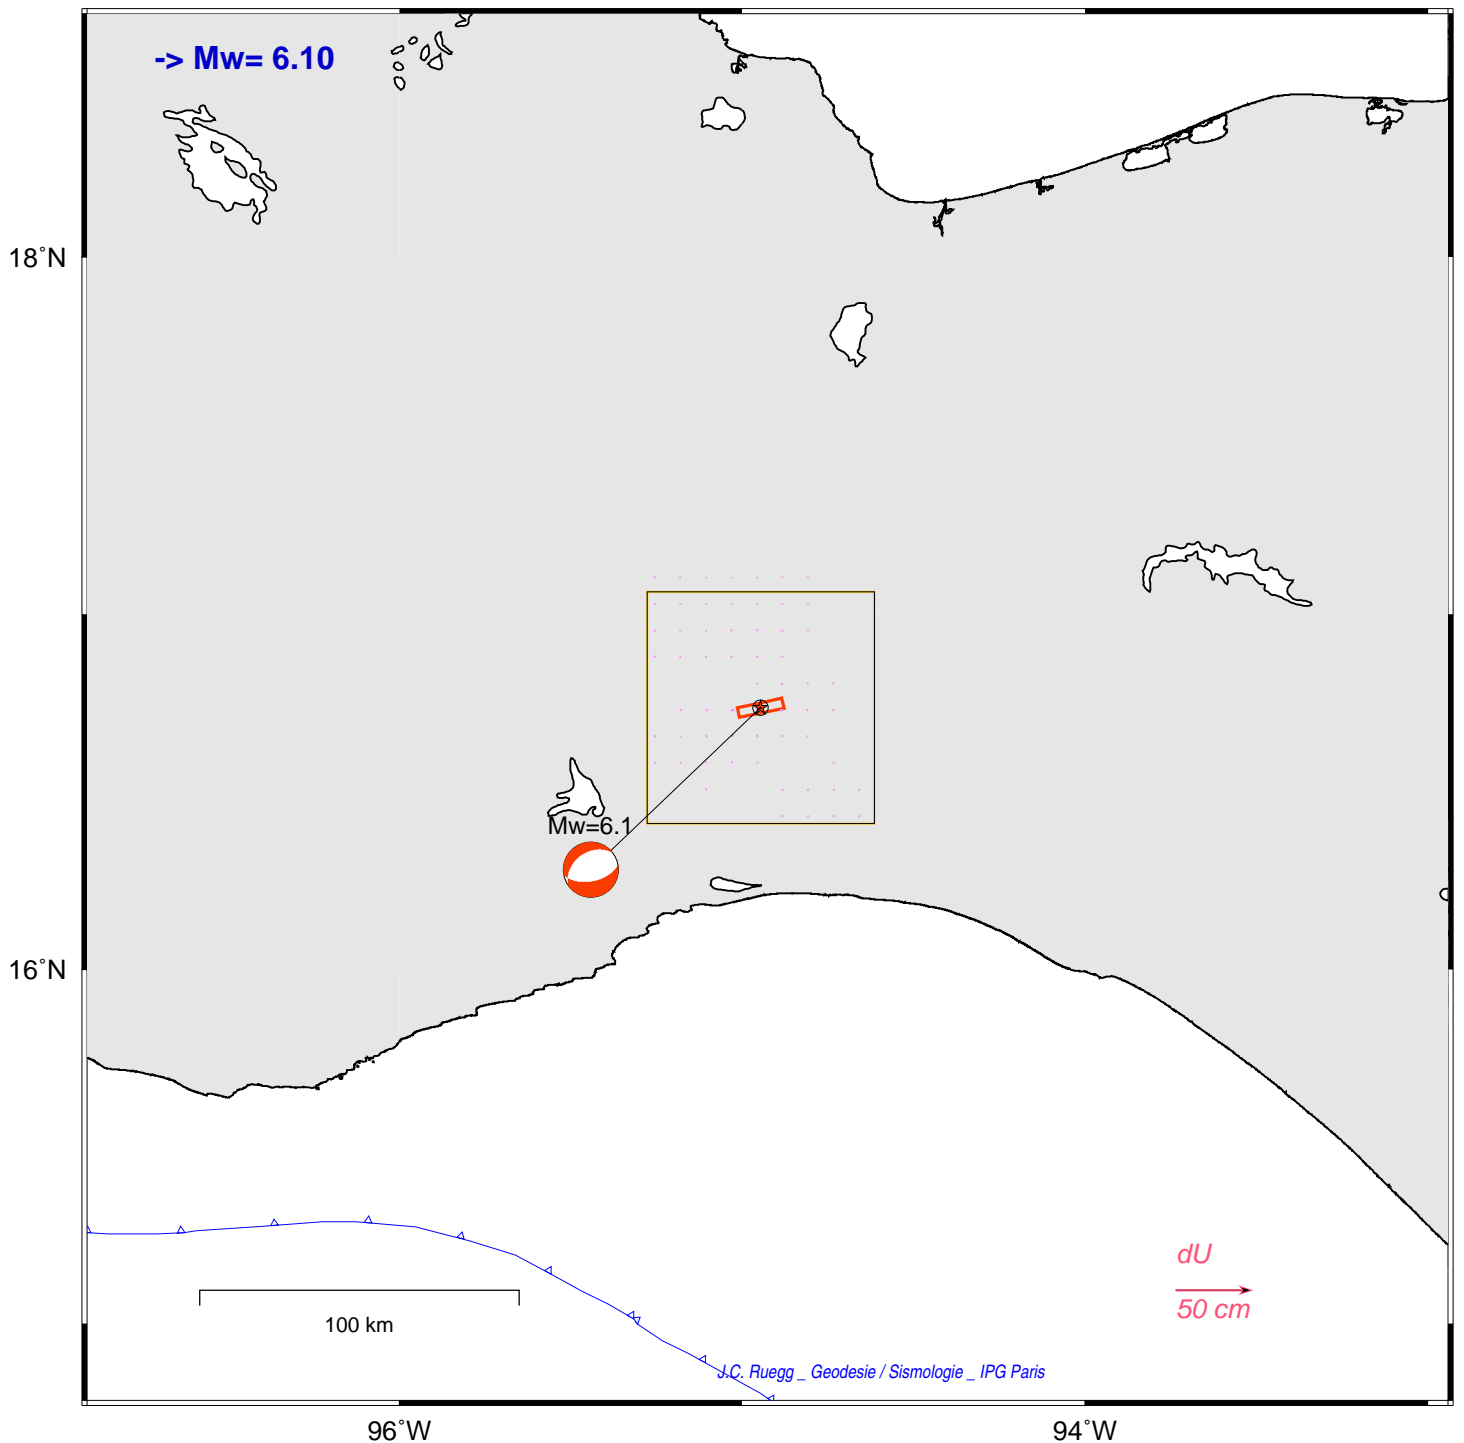 -> Mw= 6.10
18°N
Mw=6.1
16°N
dU
50 cm
100 km
J.C. Ruegg _ Geodesie / Sismologie _ IPG Paris
96°W
94°W